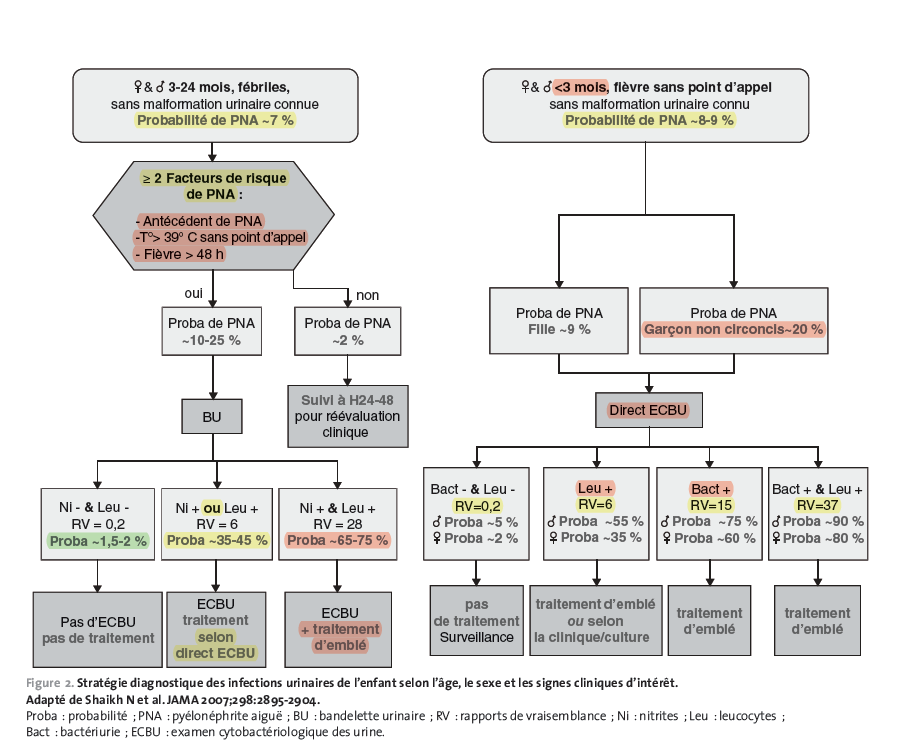 ♀ & ♂ 3-24 mois, fébriles,
sans malformation urinaire connue
Probabilité de PNA ~7 %
≥ 2 Facteurs de risque
de PNA :
- Antécédent de PNA
-T°> 39° C sans point d'appel
- Fièvre > 48 h
oui
non
Proba de PNA
~10-25 %
Proba de PNA
~2 %
BU
Suivi à H24-48
pour réévaluation
clinique
Ni - & Leu -
RV = 0,2
Proba ~1,5-2 %
Ni + ou Leu +
RV = 6
Proba ~35-45 %
Ni + & Leu +
RV = 28
Proba ~65-75 %
Pas d'ECBU
pas de traitement
ECBU
traitement
selon
direct ECBU
ECBU
+ traitement
d'emblé
♀ & ♂ <3 mois, fièvre sans point d'appel
sans malformation urinaire connu
Probabilité de PNA ~8-9 %
Proba de PNA
Fille ~9 %
Proba de PNA
Garçon non circoncis~20 %
Direct ECBU
Bact - & Leu -
RV=0,2
♂ Proba ~5 %
♀ Proba ~2 %
Leu +
RV=6
♂ Proba ~55 %
♀ Proba ~35 %
Bact +
RV=15
♂ Proba ~75 %
♀ Proba ~60 %
Bact + & Leu +
RV=37
♂ Proba ~90 %
♀ Proba ~80 %
pas
de traitement
Surveillance
traitement d'emblé
ou selon
la clinique/culture
traitement
d'emblé
traitement
d'emblé
Figure 2. Stratégie diagnostique des infections urinaires de l'enfant selon l'âge, le sexe et les signes cliniques d'intérêt.
Adapté de Shaikh N et al. JAMA 2007;298:2895-2904.
Proba : probabilité ; PNA : pyélonéphrite aiguë ; BU : bandelette urinaire ; RV : rapports de vraisemblance ; Ni : nitrites ; Leu : leucocytes ;
Bact : bactériurie ; ECBU : examen cytobactériologique des urine.